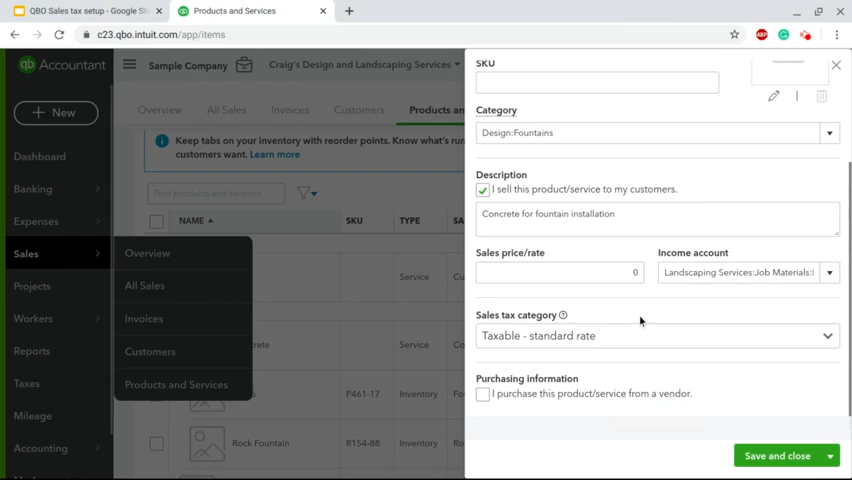 QBO Sales tax setup - Google Sli
Products and Services
c23.qbo.intuit.com/app/items
ABP
qb Accountant
Sample Company
Craig's Design and Landscaping Services
+ New
Overview
All Sales
Invoices
Customers
Products an
Dashboard
Banking
Expenses
Sales
Projects
Workers
Reports
Taxes
Mileage
Accounting
Overview
All Sales
Invoices
Customers
Products and Services
Keep tabs on your inventory with reorder points. Know what's run
customers want. Learn more
Find products and services
NAME
SKU
TYPE
SA
Service
Cu
crete
Service
Co
P461-17
Inventory
Fou
Rock Fountain
R154-88
Inventory
SKU
Category
Design:Fountains
Description
I sell this product/service to my customers.
Concrete for fountain installation
Sales price/rate
Income account
0
Landscaping Services:Job Materials:
Sales tax category
Taxable - standard rate
Purchasing information
I purchase this product/service from a vendor.
Save and close